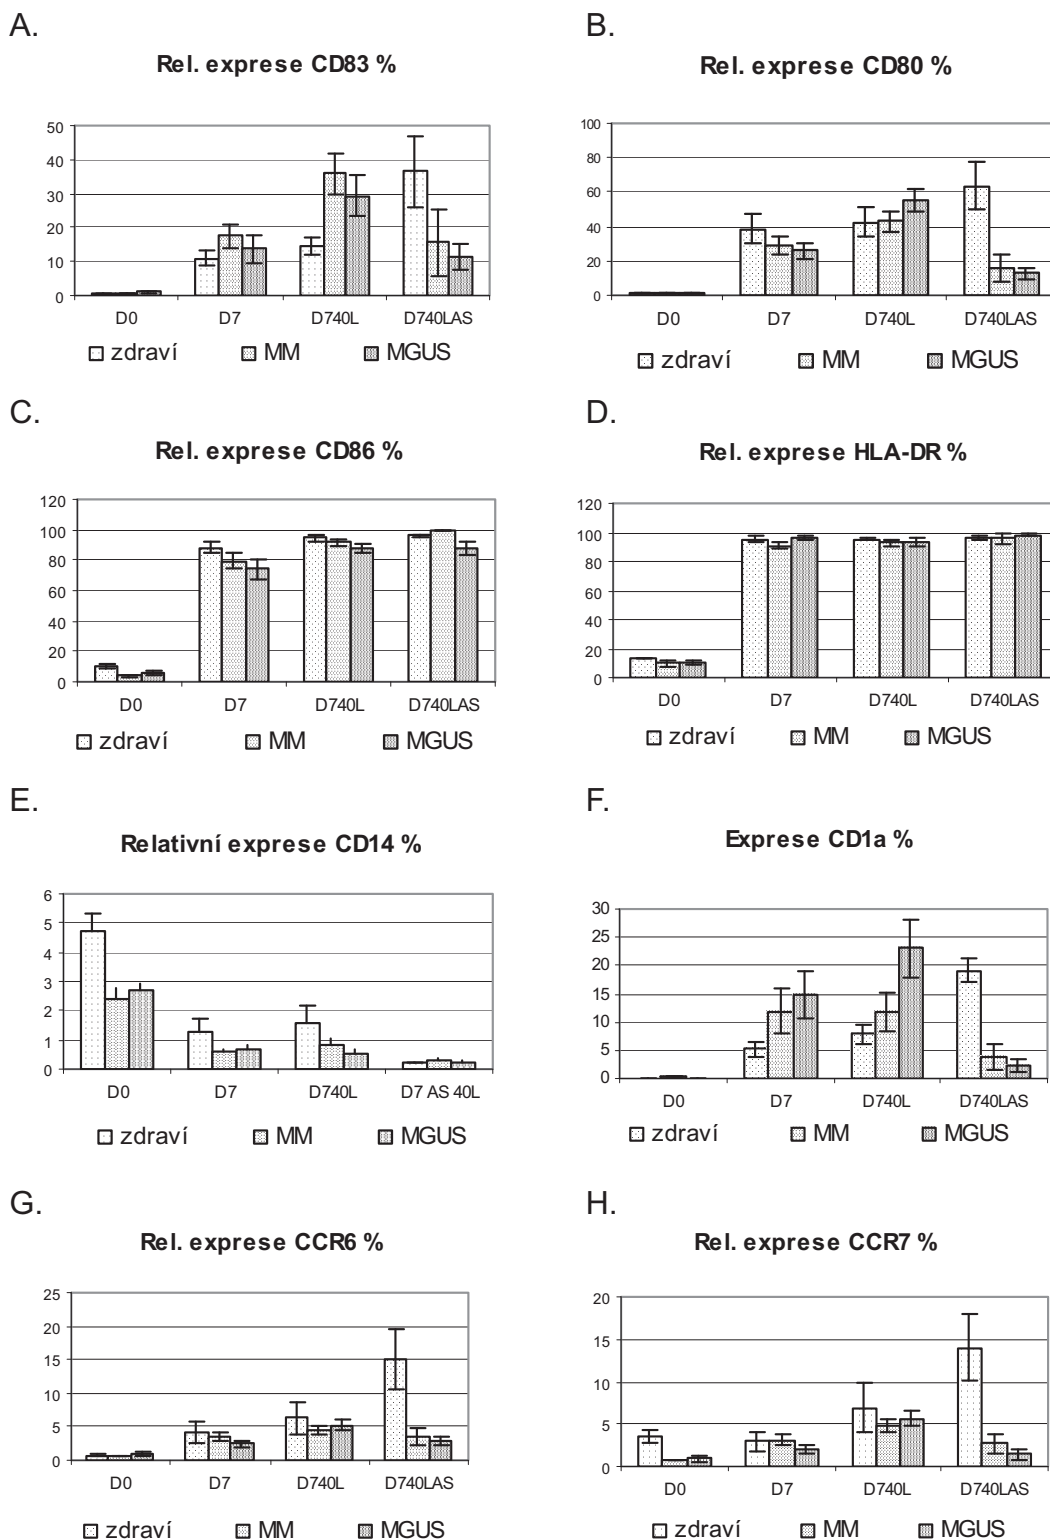 A.
Rel. exprese CD83 %
50
40
30
20
10
0
D0 D7 D740L D740LAS
zdraví MM MGUS
B.
Rel. exprese CD80 %
100
80
60
40
20
0
D0 D7 D740L D740LAS
zdraví MM MGUS
C.
Rel. exprese CD86 %
120
100
80
60
40
20
0
D0 D7 D740L D740LAS
zdraví MM MGUS
D.
Rel. exprese HLA-DR %
120
100
80
60
40
20
0
D0 D7 D740L D740LAS
zdraví MM MGUS
E.
Relativní exprese CD14 %
6
5
4
3
2
1
0
D0 D7 D740L D7 AS 40L
zdraví MM MGUS
F.
Exprese CD1a %
30
25
20
15
10
5
0
D0 D7 D740L D740LAS
zdraví MM MGUS
G.
Rel. exprese CCR6 %
25
20
15
10
5
0
D0 D7 D740L D740LAS
zdraví MM MGUS
H.
Rel. exprese CCR7 %
20
15
10
5
0
D0 D7 D740L D740LAS
zdraví MM MGUS